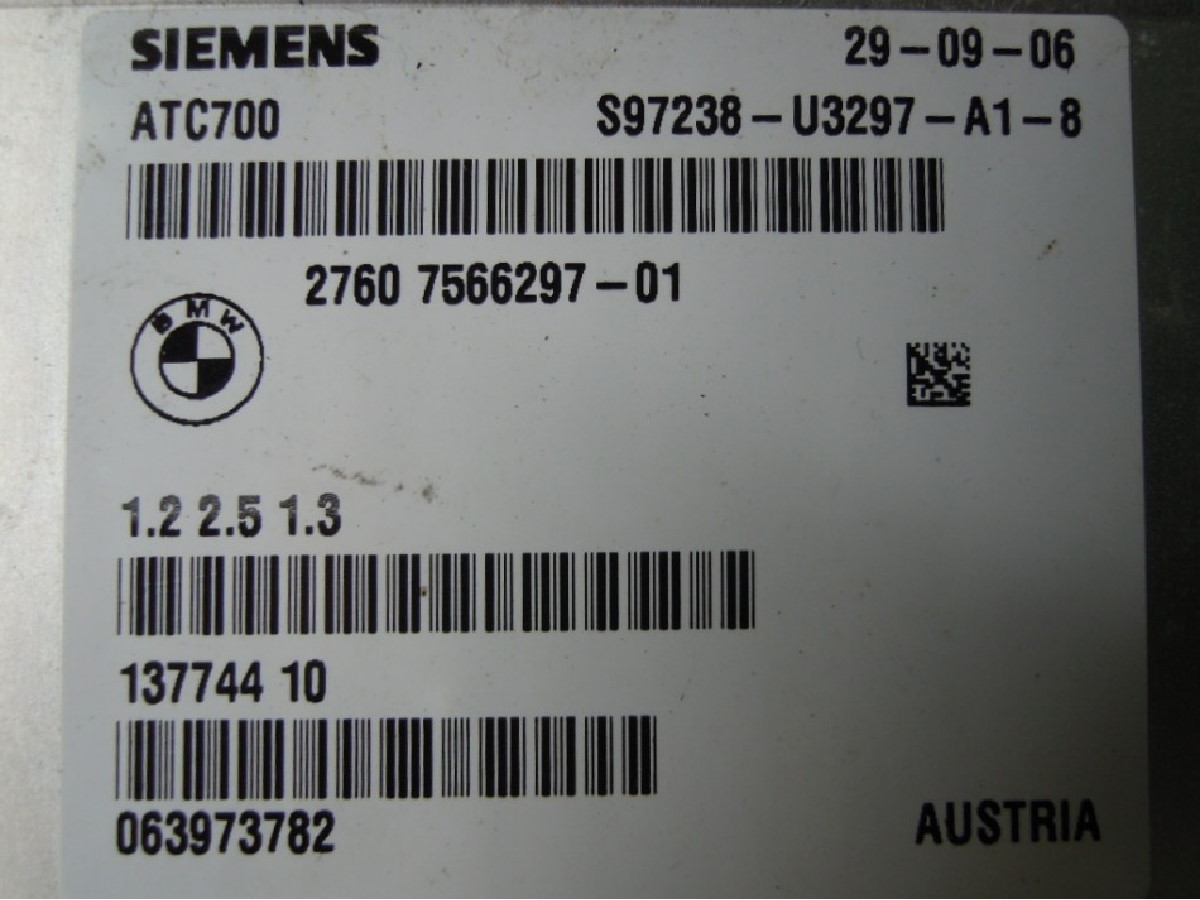 SIEMENS 29-09-06
ATC700 S97238-U3297-A1-8
2760 7566297-01
BMW
1.2 2.5 1.3
137744 10
063973782
AUSTRIA